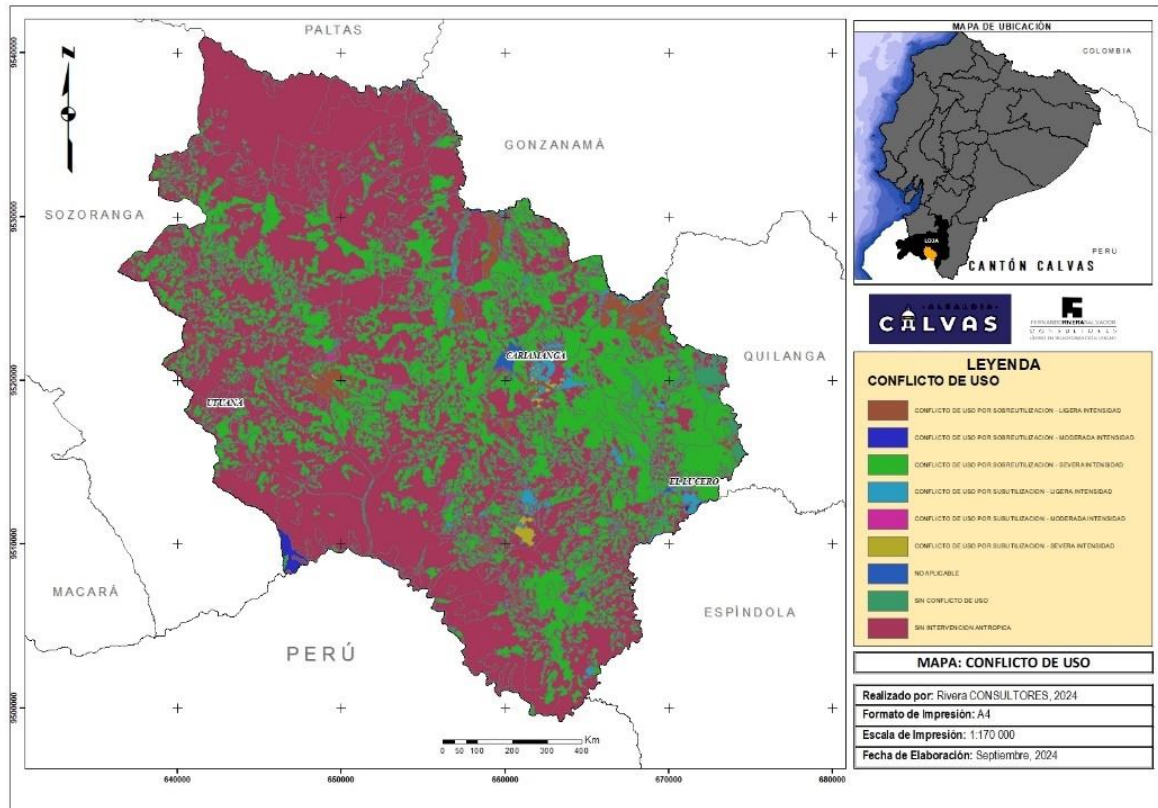 PALTAS
GONZANAMÁ
SOZORANGA
QUILANGA
MACARÁ
ESPÌNDOLA
PERÚ
CARIAMANGA
UTUANA
EL LUCERO
N
9540000
9530000
9520000
9510000
9500000
640000
650000
660000
670000
680000
0 50 100 200 300 400
Km
MAPA DE UBICACIÓN
COLOMBIA
LOJA
PERU
CANTÓN CALVAS
ALCALDÍA
CALVAS
FERNANDORIVERASALVADOR
CONSULTORES
LEYENDA
CONFLICTO DE USO
CONFLICTO DE USO POR SOBREUTILIZACION - LIGERA INTENSIDAD
CONFLICTO DE USO POR SOBREUTILIZACION - MODERADA INTENSIDAD
CONFLICTO DE USO POR SOBREUTILIZACION - SEVERA INTENSIDAD
CONFLICTO DE USO POR SUBUTILIZACION - LIGERA INTENSIDAD
CONFLICTO DE USO POR SUBUTILIZACION - MODERADA INTENSIDAD
CONFLICTO DE USO POR SUBUTILIZACION - SEVERA INTENSIDAD
NO APLICABLE
SIN CONFLICTO DE USO
SIN INTERVENCION ANTROPICA
MAPA: CONFLICTO DE USO
Realizado por: Rivera CONSULTORES, 2024
Formato de Impresión: A4
Escala de Impresión: 1:170 000
Fecha de Elaboración: Septiembre, 2024